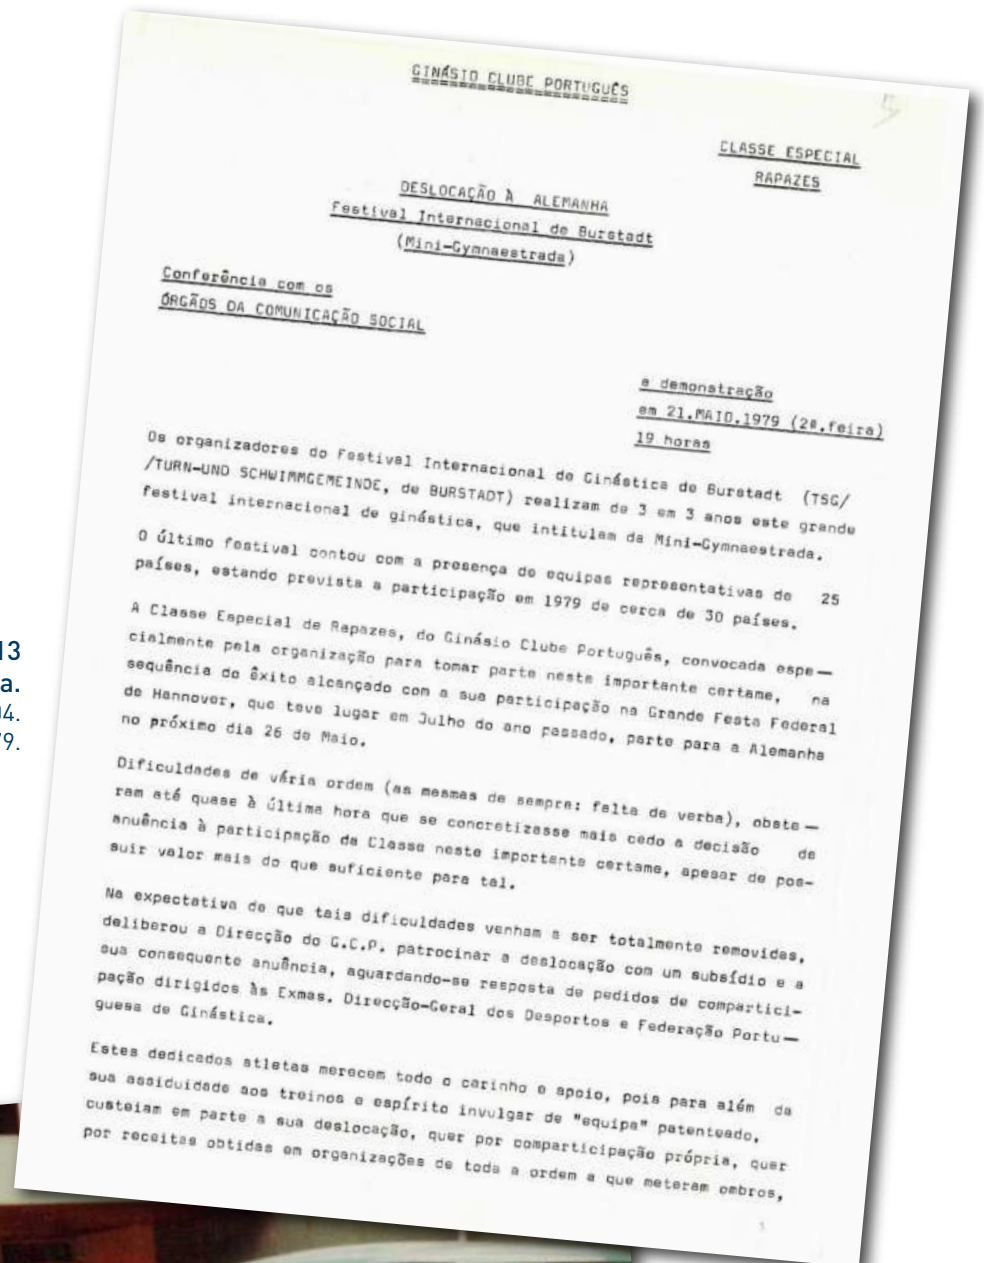 GINÁSIO CLUBE PORTUGUÊS
CLASSE ESPECIAL
RAPAZES
DESLOCAÇÃO À ALEMANHA
Festival Internacional de Burstadt
(Mini-Gymnaestrada)
Conferência com os
ÓRGÃOS DA COMUNICAÇÃO SOCIAL
e demonstração
em 21.MAIO.1979 (2ª.feira)
19 horas
Os organizadores do Festival Internacional de Ginástica de Burstadt (TSG/
/TURN-UND SCHWIMMGEMEINDE, de BURSTADT) realizam de 3 em 3 anos este grande
festival internacional de ginástica, que intitulam da Mini-Gymnaestrada.
O último festival contou com a presença de equipas representativas de 25
países, estando prevista a participação em 1979 de cerca de 30 países.
A Classe Especial de Rapazes, do Ginásio Clube Português, convocada espe—
cialmente pela organização para tomar parte neste importante certame, na
sequência do êxito alcançado com a sua participação na Grande Festa Federal
de Hannover, que teve lugar em Julho do ano passado, parte para a Alemanha
no próximo dia 26 de Maio.
Dificuldades de vária ordem (as mesmas de sempre: falta de verba), obsta—
ram até quase à última hora que se concretizasse mais cedo a decisão de
anuência à participação da Classe neste importante certame, apesar de pos-
suir valor mais do que suficiente para tal.
Na expectativa de que tais dificuldades venham a ser totalmente removidas,
deliberou a Direcção do G.C.P. patrocinar a deslocação com um subsídio e a
sua consequente anuência, aguardando-se resposta de pedidos de compartici-
pação dirigidos às Exmas. Direcção-Geral dos Desportos e Federação Portu—
guesa de Ginástica.
Estes dedicados atletas merecem todo o carinho e apoio, pois para além da
sua assiduidade aos treinos e espírito invulgar de "equipa" patenteado,
custeiam em parte a sua deslocação, quer por comparticipação própria, quer
por receitas obtidas em organizações de toda a ordem a que meteram ombros,
13
a.
04.
79.